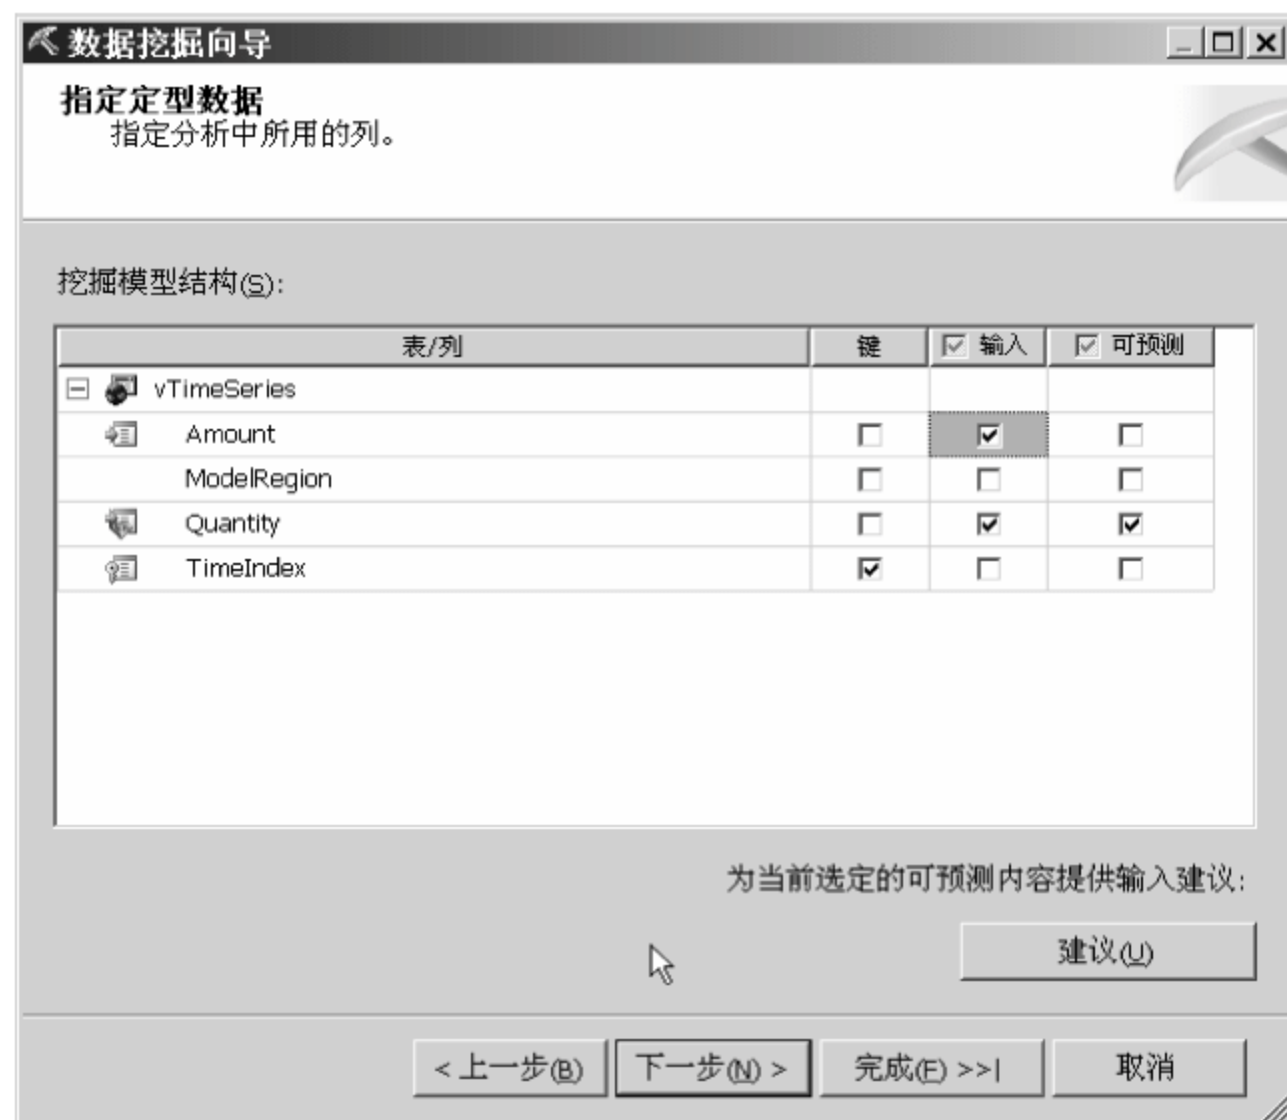 数据挖掘向导
指定定型数据
指定分析中所用的列。
挖掘模型结构(S):
表/列 键 输入 可预测
vTimeSeries
Amount
ModelRegion
Quantity
TimeIndex
为当前选定的可预测内容提供输入建议:
建议(U)
<上一步(B) 下一步(N) > 完成(F) >>| 取消